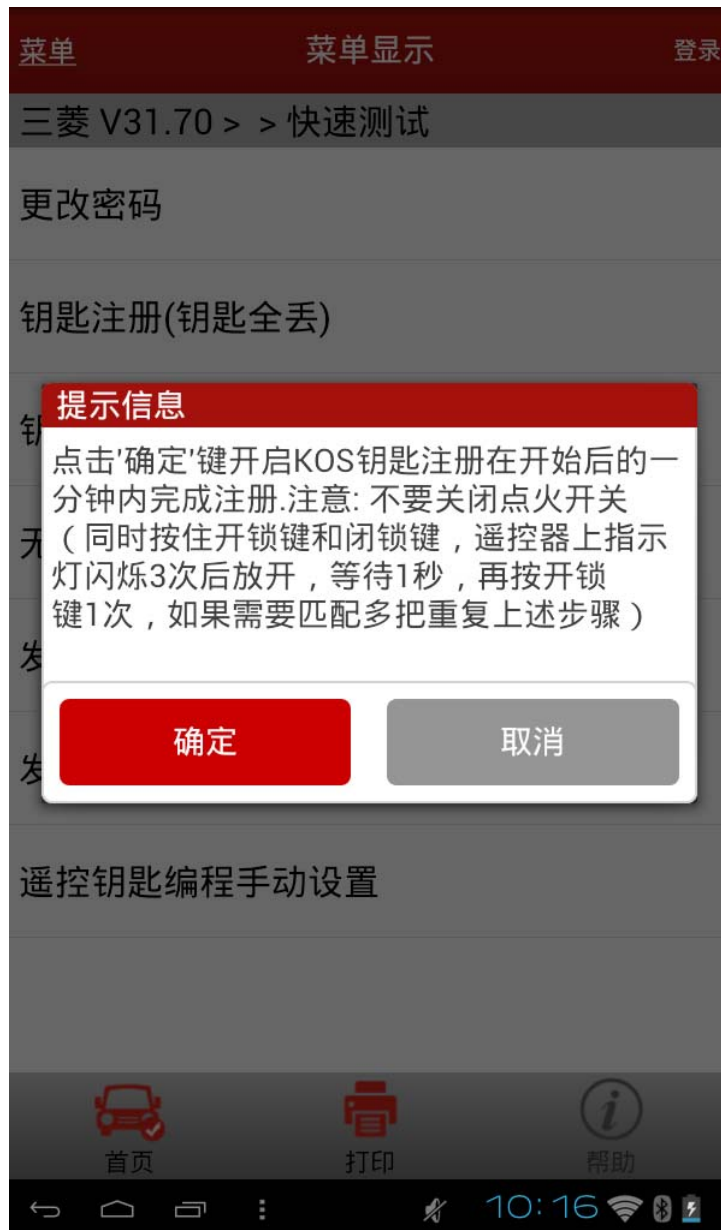 菜单 菜单显示 登录
三菱 V31.70 > > 快速测试
更改密码
钥匙注册(钥匙全丢)
提示信息
点击'确定'键开启KOS钥匙注册在开始后的一
分钟内完成注册.注意: 不要关闭点火开关
（同时按住开锁键和闭锁键，遥控器上指示
灯闪烁3次后放开，等待1秒，再按开锁
键1次，如果需要匹配多把重复上述步骤）
无
发
确定 取消
发
遥控钥匙编程手动设置
首页 打印 帮助
10:16